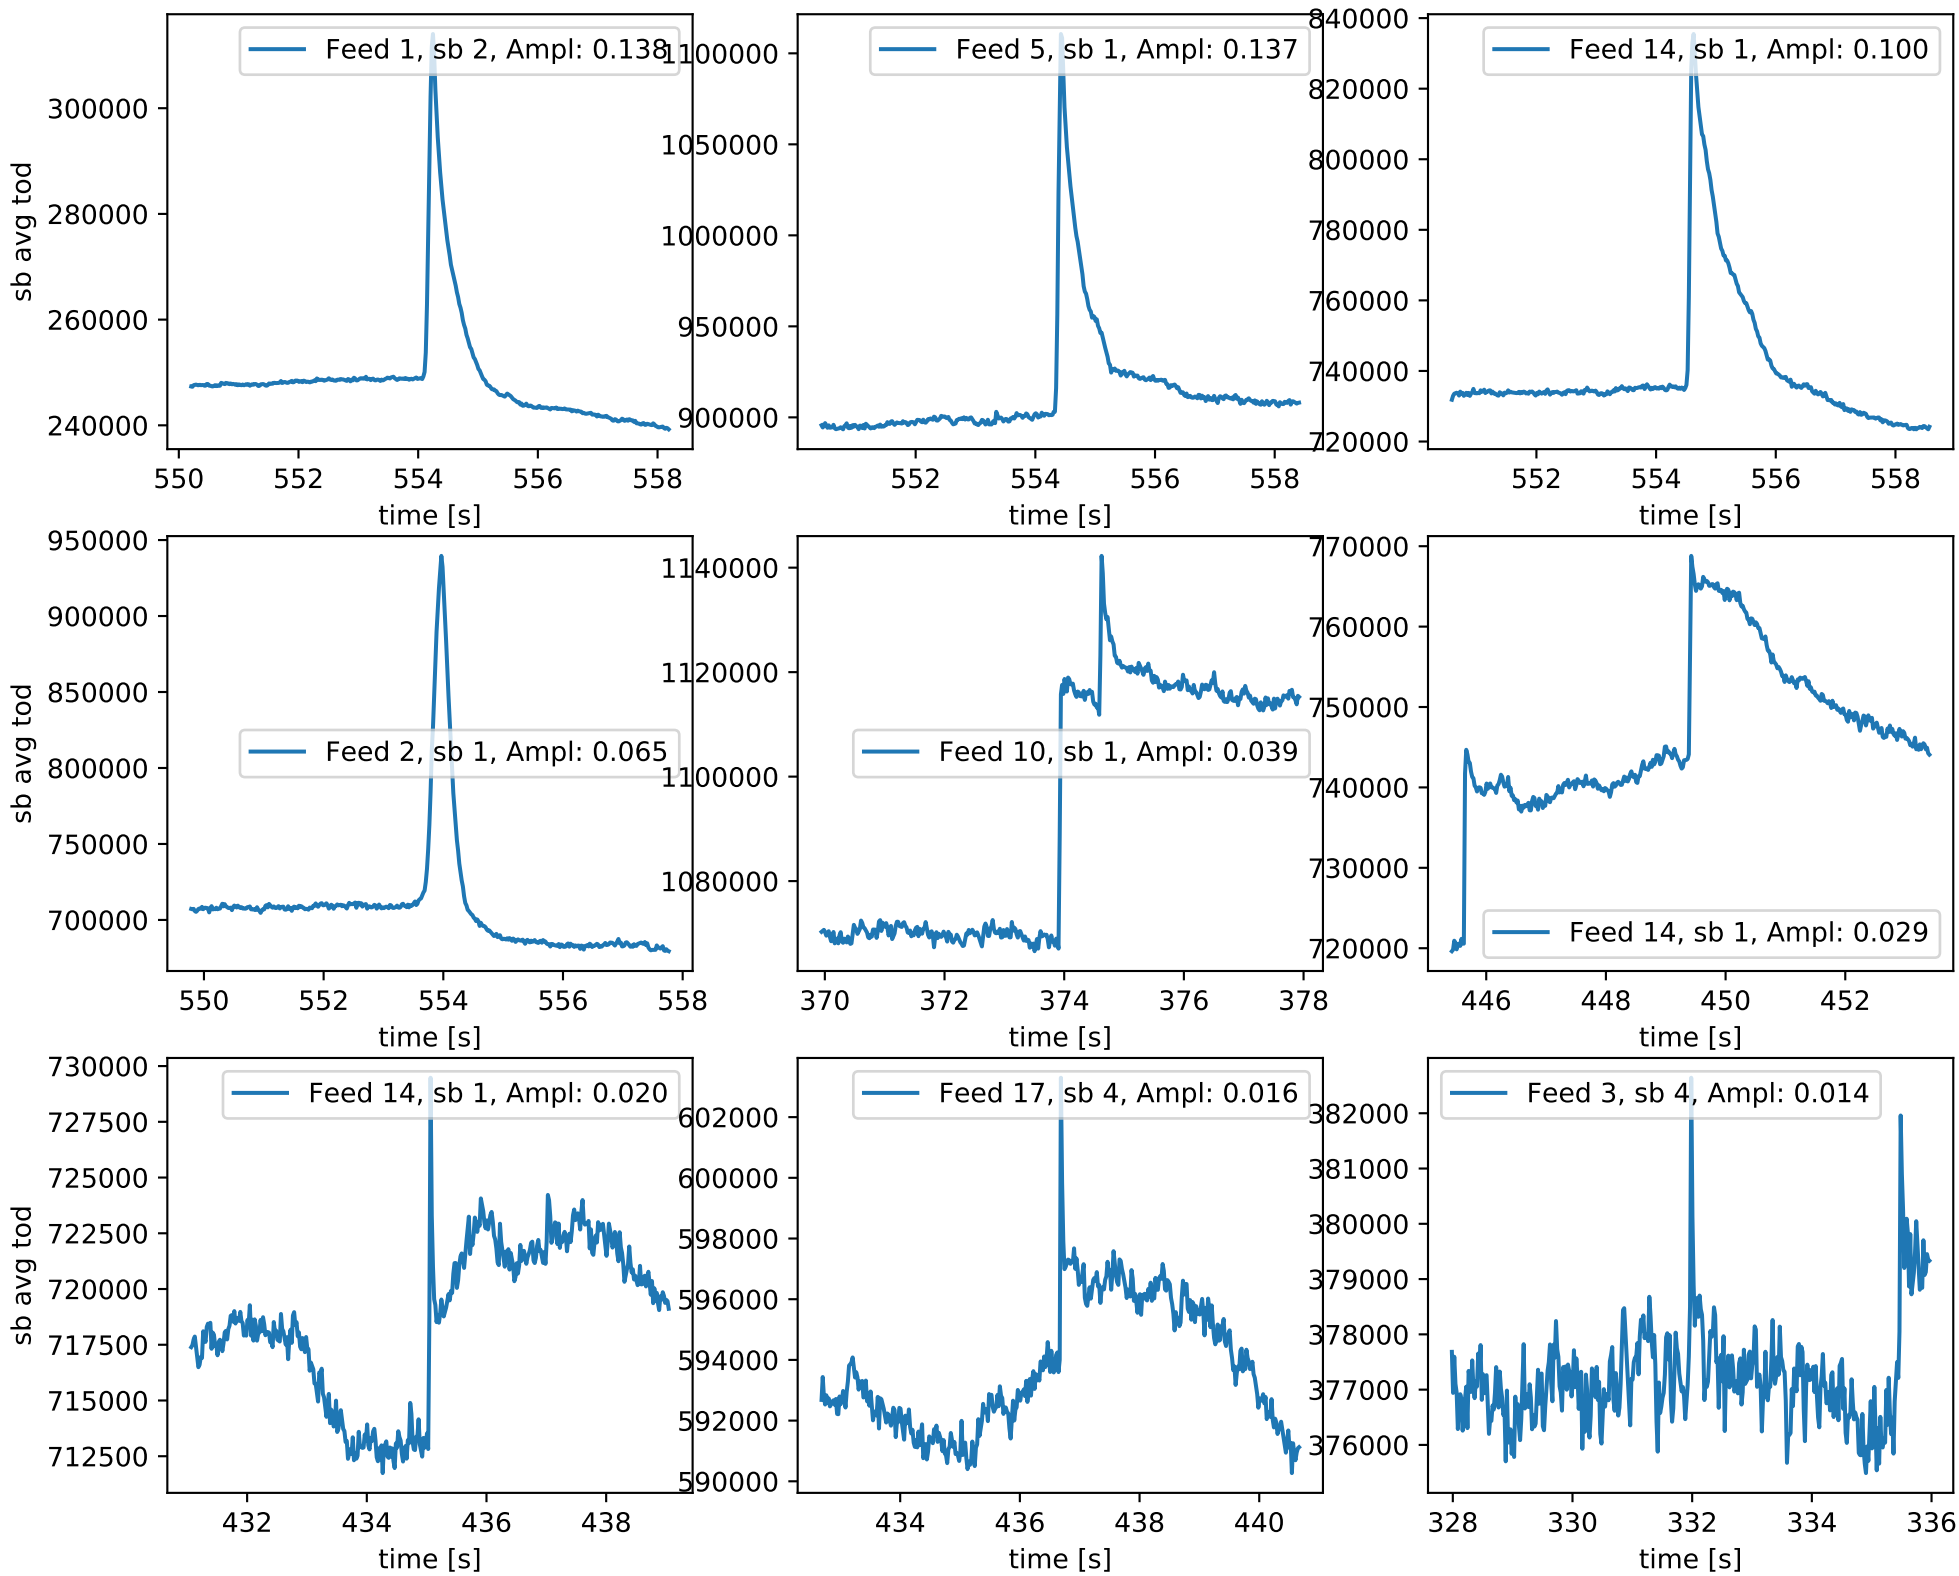 Feed 1, sb 2, Ampl: 0.138
sb avg tod
300000
280000
260000
240000
550 552 554 556 558
time [s]
Feed 5, sb 1, Ampl: 0.137
1100000
1050000
1000000
950000
900000
552 554 556 558
time [s]
Feed 14, sb 1, Ampl: 0.100
840000
820000
800000
780000
760000
740000
720000
552 554 556 558
time [s]
Feed 2, sb 1, Ampl: 0.065
sb avg tod
950000
900000
850000
800000
750000
700000
550 552 554 556 558
time [s]
Feed 10, sb 1, Ampl: 0.039
1140000
1120000
1100000
1080000
370 372 374 376 378
time [s]
Feed 14, sb 1, Ampl: 0.029
770000
760000
750000
740000
730000
720000
446 448 450 452
time [s]
Feed 14, sb 1, Ampl: 0.020
sb avg tod
730000
727500
725000
722500
720000
717500
715000
712500
432 434 436 438
time [s]
Feed 17, sb 4, Ampl: 0.016
602000
600000
598000
596000
594000
592000
590000
434 436 438 440
time [s]
Feed 3, sb 4, Ampl: 0.014
382000
381000
380000
379000
378000
377000
376000
328 330 332 334 336
time [s]